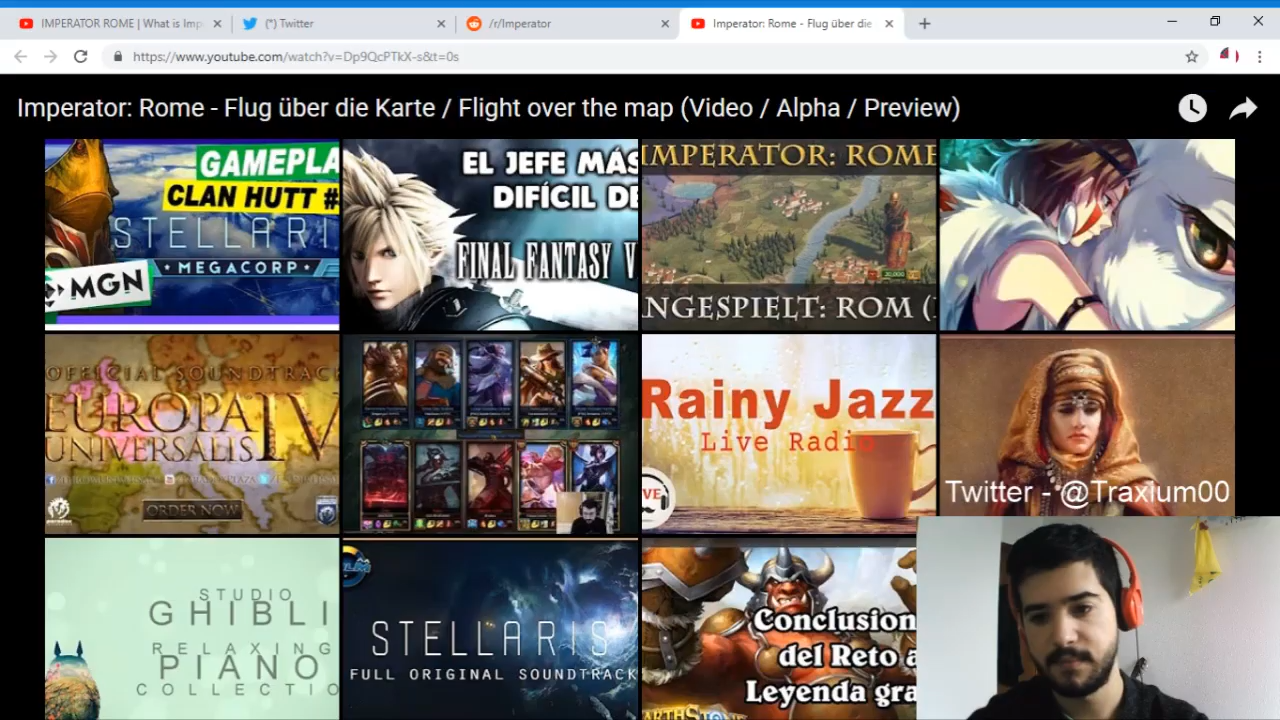 IMPERATOR ROME | What is Imp
(*) Twitter
/r/Imperator
Imperator: Rome - Flug über die
https://www.youtube.com/watch?v=Dp9QcPTkX-s&t=0s
Imperator: Rome - Flug über die Karte / Flight over the map (Video / Alpha / Preview)
GAMEPLA
CLAN HUTT #
STELLARI
MEGACORP
MGN
EL JEFE MÁS
DIFÍCIL DE
FINAL FANTASY V
IMPERATOR: ROME
20,000
NGESPIELT: ROM (
OFFICIAL SOUNDTRACK
EUROPA
UNIVERSALIS IV
ORDER NOW
Rainy Jazz
Live Radio
VE
Twitter - @Traxium00
STUDIO
GHIBLI
RELAXING
PIANO
COLLECTIO
STELLARIS
FULL ORIGINAL SOUNDTRACK
Conclusion
del Reto a
Leyenda gra